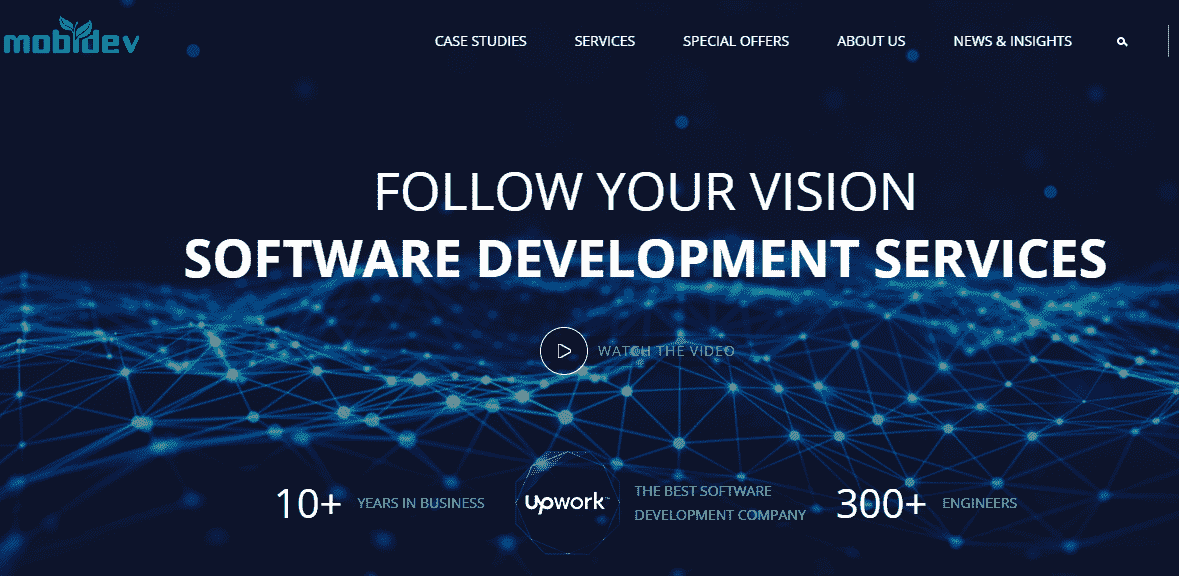 mobidev
CASE STUDIES SERVICES SPECIAL OFFERS ABOUT US NEWS & INSIGHTS
FOLLOW YOUR VISION
SOFTWARE DEVELOPMENT SERVICES
WATCH THE VIDEO
10+ YEARS IN BUSINESS
upwork™
THE BEST SOFTWARE
DEVELOPMENT COMPANY
300+ ENGINEERS